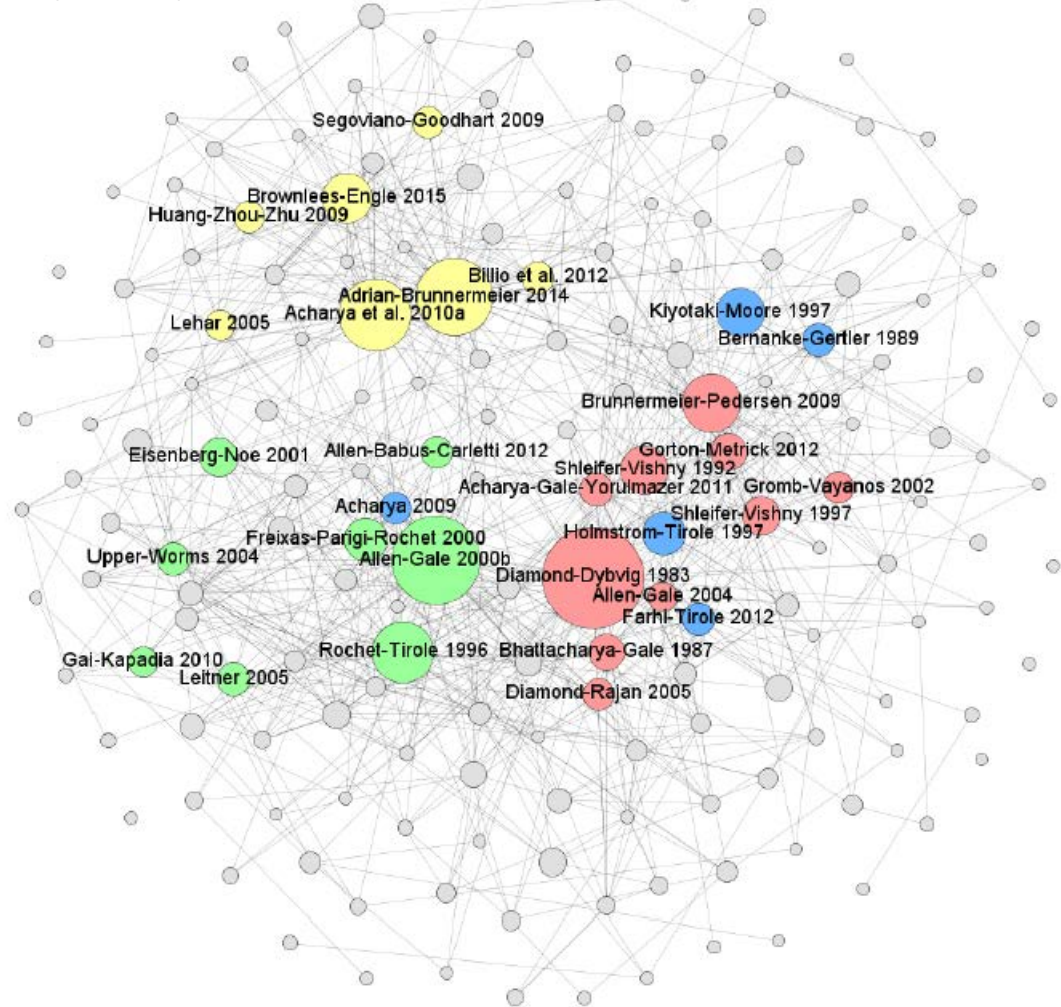 Segoviano-Goodhart 2009
Brownlees-Engle 2015
Huang-Zhou-Zhu 2009
Billio et al. 2012
Adrian-Brunnermeier 2014
Acharya et al. 2010a
Kiyotaki-Moore 1997
Lehar 2005
Bernanke-Gertler 1989
Brunnermeier-Pedersen 2009
Eisenberg-Noe 2001
Allen-Babus-Carletti 2012
Gorton-Metrick 2012
Shleifer-Vishny 1992
Acharya-Gale-Yorulmazer 2011
Gromb-Vayanos 2002
Acharya 2009
Shleifer-Vishny 1997
Holmstrom-Tirole 1997
Freixas-Parigi-Rochet 2000
Upper-Worms 2004
Allen-Gale 2000b
Diamond-Dybvig 1983
Allen-Gale 2004
Farhi-Tirole 2012
Rochet-Tirole 1996
Bhattacharya-Gale 1987
Gai-Kapadia 2010
Leitner 2005
Diamond-Rajan 2005